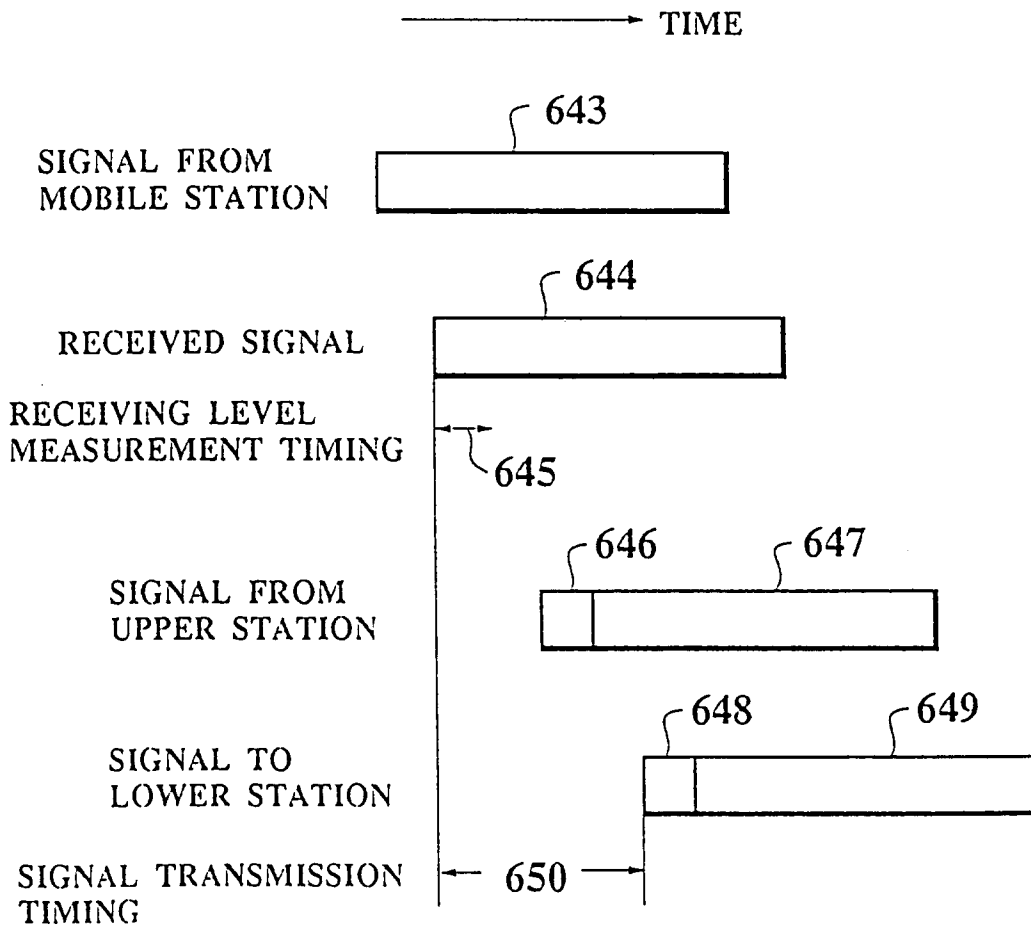 TIME
643
SIGNAL FROM
MOBILE STATION
644
RECEIVED SIGNAL
RECEIVING LEVEL
MEASUREMENT TIMING
645
646
647
SIGNAL FROM
UPPER STATION
648
649
SIGNAL TO
LOWER STATION
650
SIGNAL TRANSMISSION
TIMING